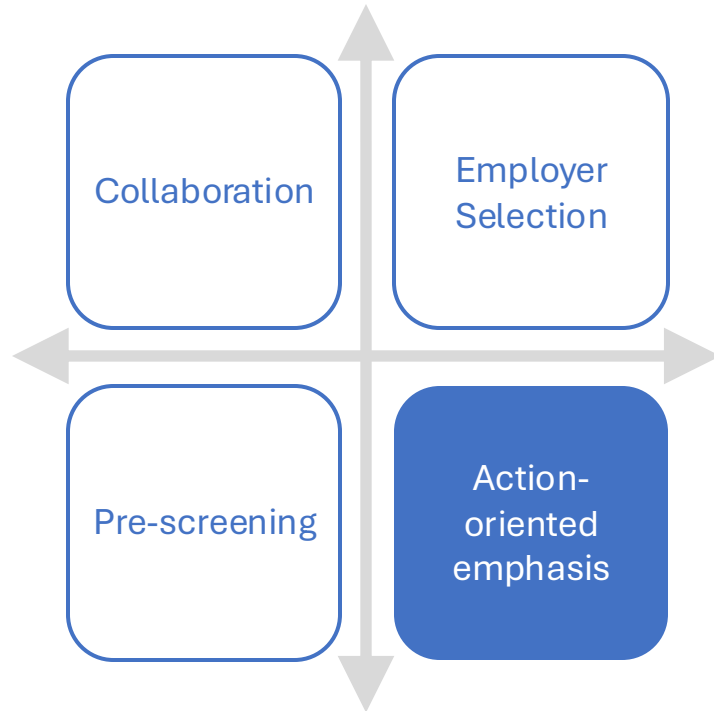 Collaboration
Employer
Selection
Pre-screening
Action-
oriented
emphasis